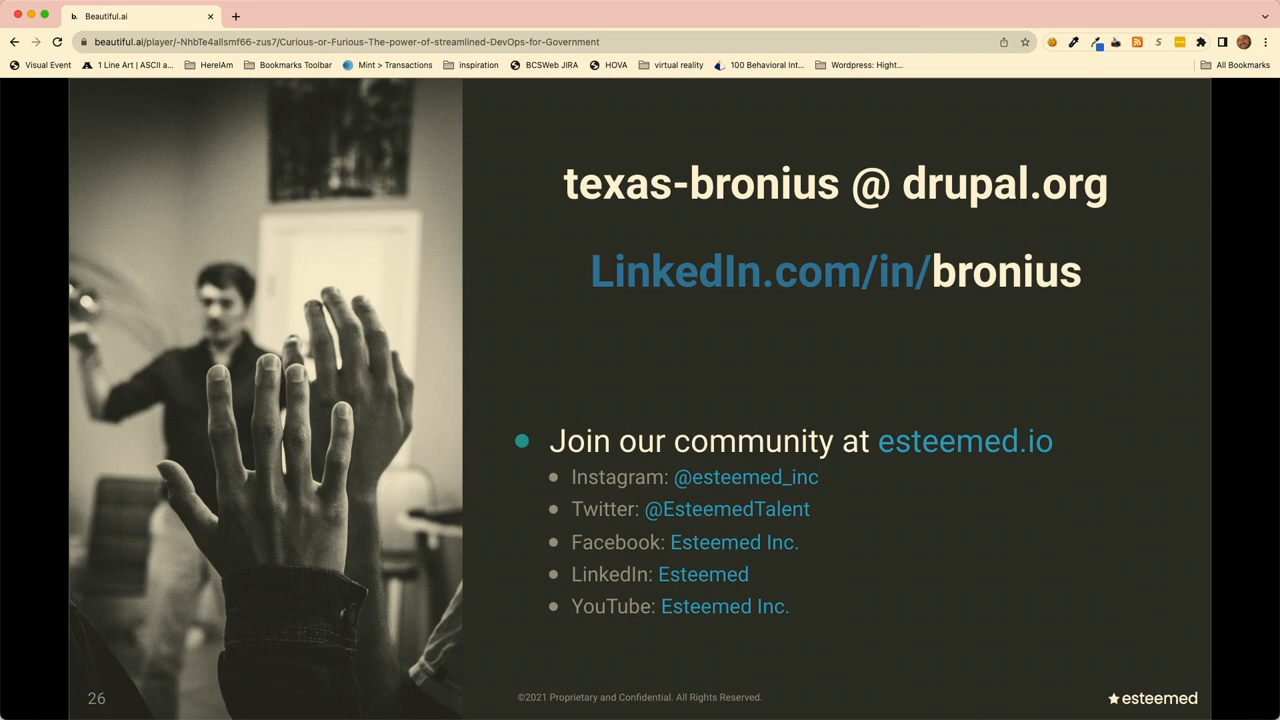 b. Beautiful.ai
beautiful.ai/player/-NhbTe4allsmf66-zus7/Curious-or-Furious-The-power-of-streamlined-DevOps-for-Government
Visual Event 1 Line Art | ASCII a... HereIAm Bookmarks Toolbar Mint > Transactions inspiration BCSWeb JIRA HOVA virtual reality 100 Behavioral Int... Wordpress: Hight... All Bookmarks
texas-bronius @ drupal.org
LinkedIn.com/in/bronius
Join our community at esteemed.io
Instagram: @esteemed_inc
Twitter: @EsteemedTalent
Facebook: Esteemed Inc.
LinkedIn: Esteemed
YouTube: Esteemed Inc.
26
©2021 Proprietary and Confidential. All Rights Reserved.
esteemed